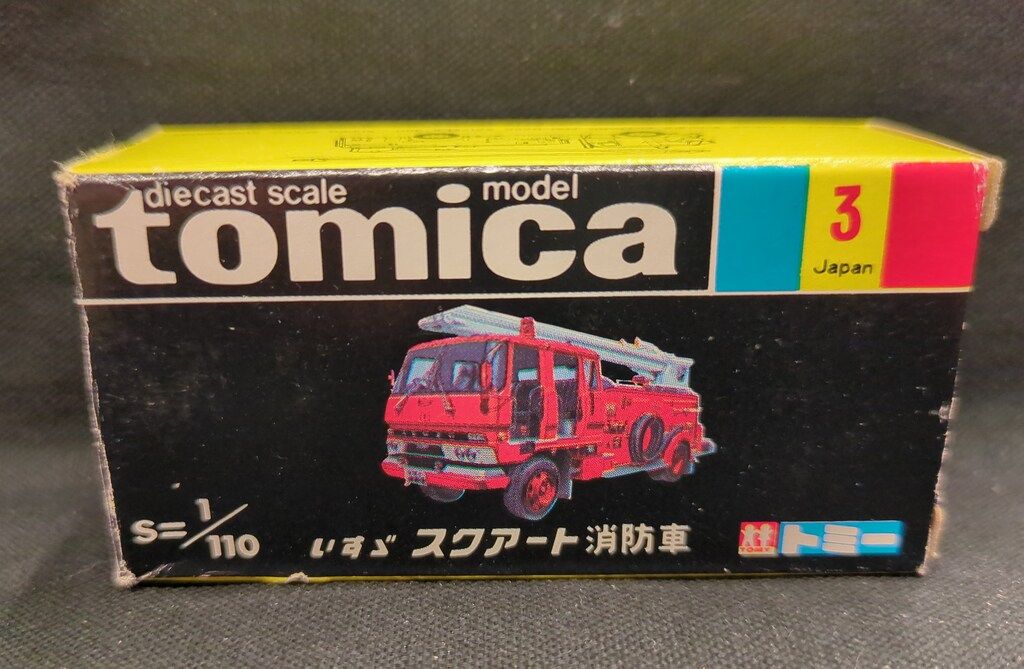 diecast scale model
tomica
3
Japan
S=1/110
いすゞ スクアート消防車
TOMY
トミー